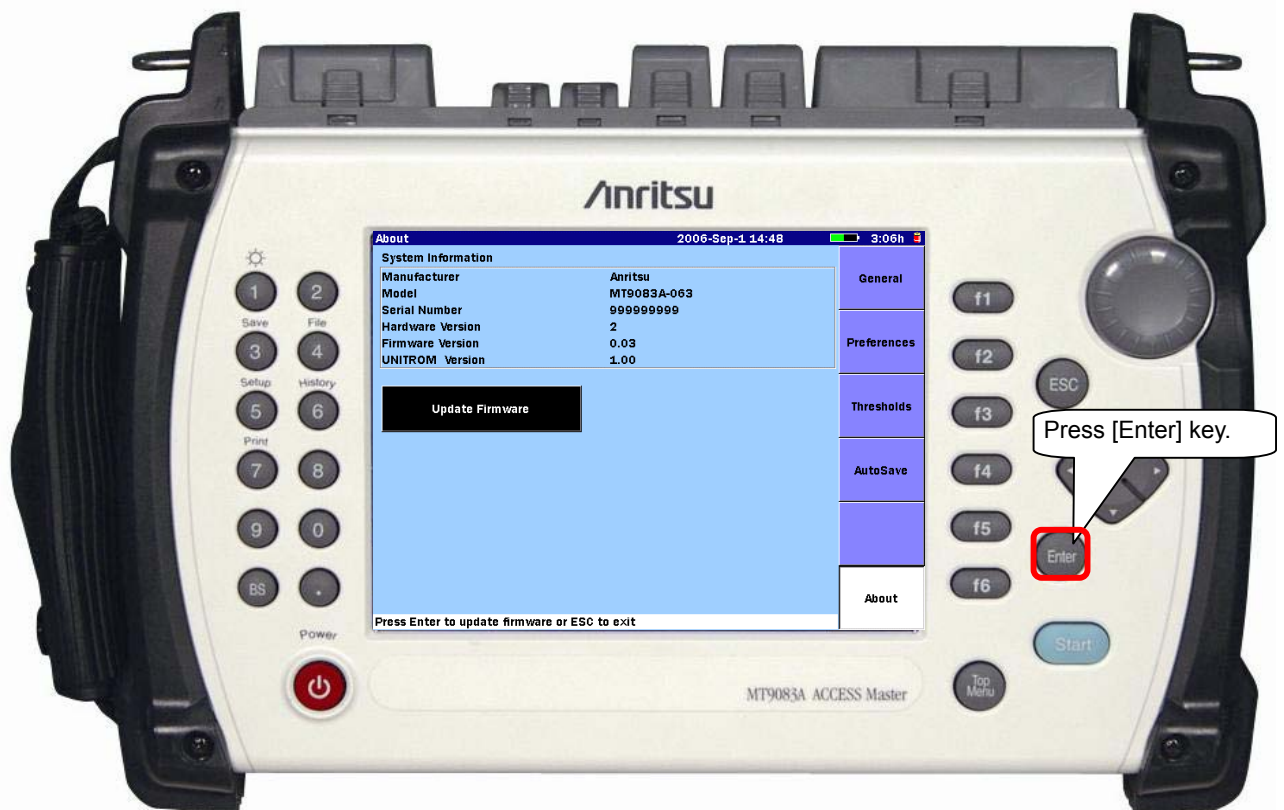 Anritsu
About 2006-Sep-1 14:48 3:06h
System Information
Manufacturer Anritsu
Model MT9083A-063
Serial Number 999999999
Hardware Version 2
Firmware Version 0.03
UNITROM Version 1.00
Update Firmware
Press Enter to update firmware or ESC to exit
General
Preferences
Thresholds
AutoSave
About
1 2
Save File
3 4
Setup History
5 6
Print
7 8
9 0
BS .
Power
f1
f2
f3
f4
f5
f6
ESC
Press [Enter] key.
Enter
Start
Top
Menu
MT9083A ACCESS Master